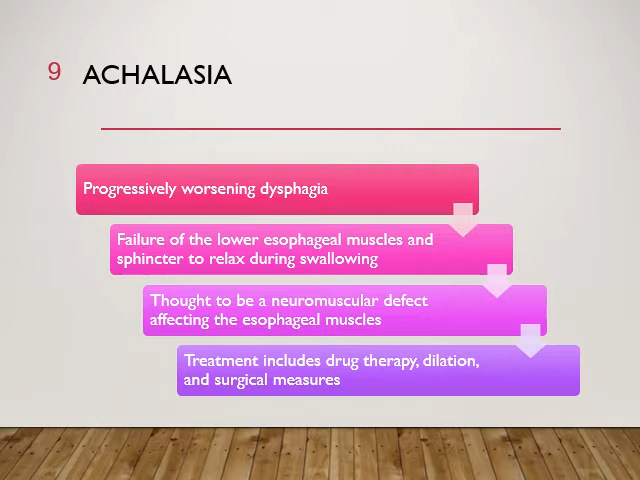 9 ACHALASIA
Progressively worsening dysphagia
Failure of the lower esophageal muscles and
sphincter to relax during swallowing
Thought to be a neuromuscular defect
affecting the esophageal muscles
Treatment includes drug therapy, dilation,
and surgical measures